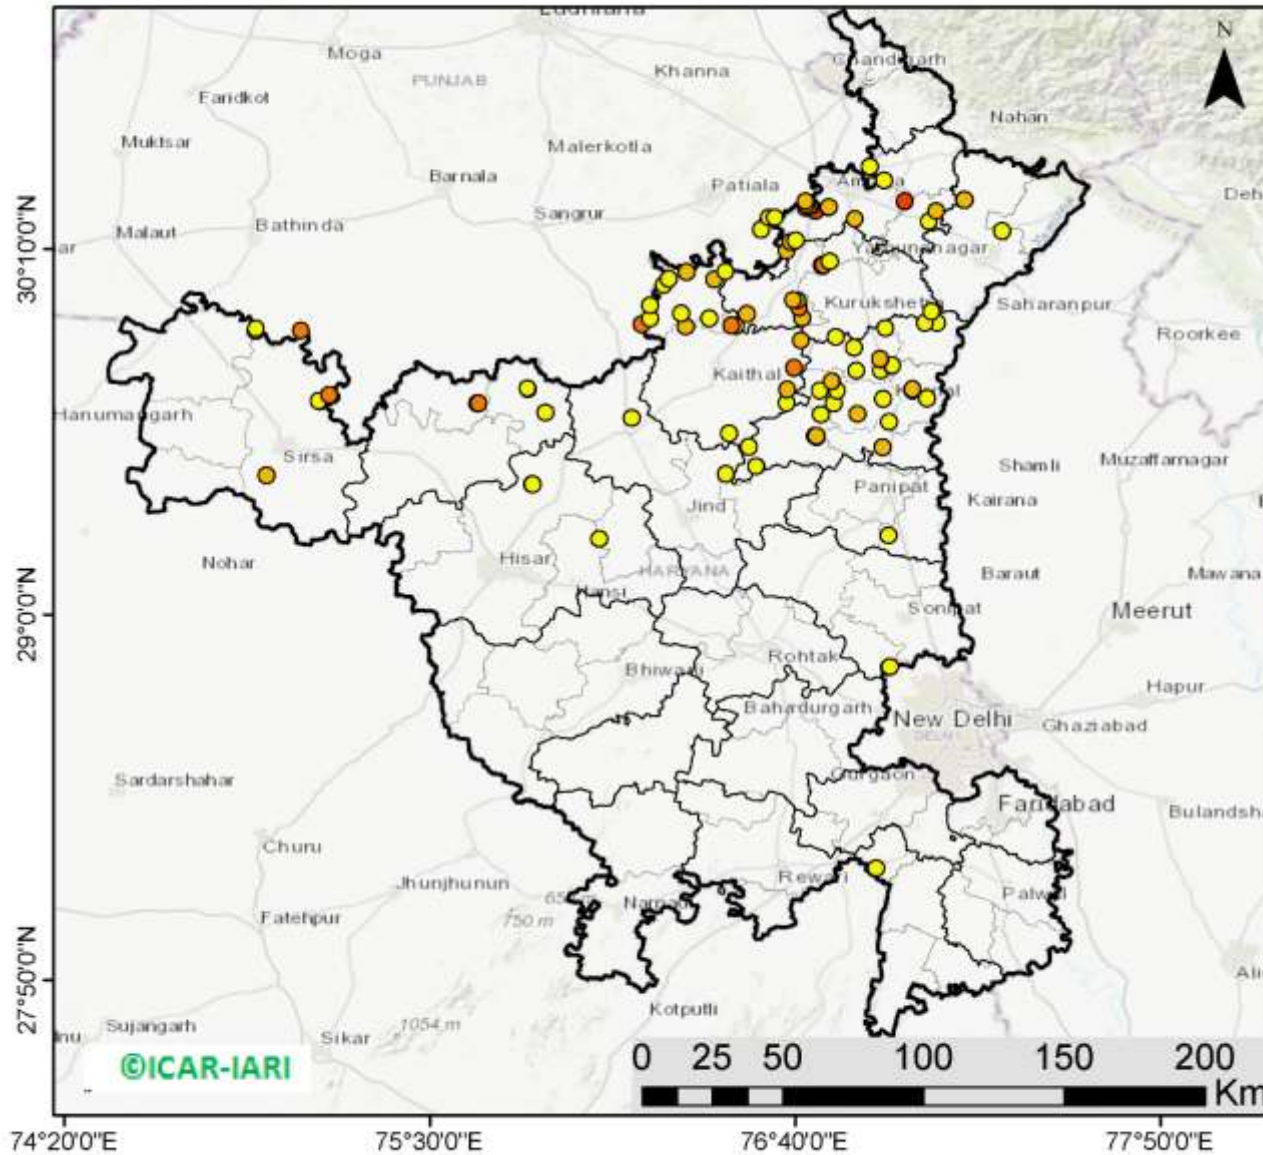 Ludhiana
Moga
Chandigarh
N
Khanna
PUNJAB
Faridkot
Nahan
Muktsar
Malerkotla
Barnala
Patiala
Ambala
Sangrur
Bathinda
Malaut
30°10'0"N
Yamunanagar
Kurukshetra
Saharanpur
Roorkee
Kaithal
Karnal
Hanumangarh
Sirsa
Shamli
Muzaffarnagar
Panipat
Kairana
Jind
Nohar
Hisar
HARYANA
Baraut
Mawana
Hansi
29°0'0"N
Sonipat
Meerut
Bhiwani
Rohtak
Hapur
Bahadurgarh
New Delhi
DELHI
Ghaziabad
Sardarshahar
Gurgaon
Faridabad
Bulandsha
Churu
Jhunjhunun
Rewari
Narnaul
Palwal
Fatehpur
750 m
27°50'0"N
Kotputli
Sujangarh
1054 m
Sikar
0 25 50 100 150 200
Km
©ICAR-IARI
74°20'0"E 75°30'0"E 76°40'0"E 77°50'0"E